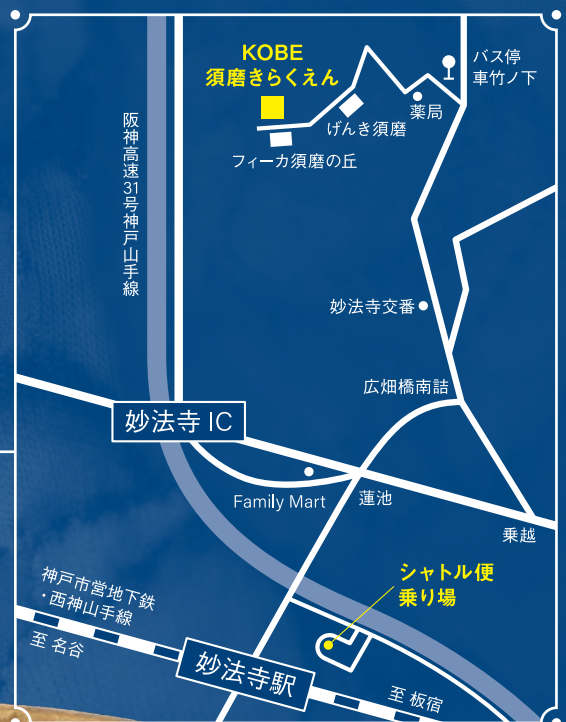 KOBE
須磨きらくえん
バス停
車竹ノ下
薬局
げんき須磨
フィーカ須磨の丘
阪神高速31号神戸山手線
妙法寺交番
広畑橋南詰
妙法寺 IC
Family Mart
蓮池
乗越
シャトル便
乗り場
神戸市営地下鉄
・西神山手線
至 名谷
妙法寺駅
至 板宿